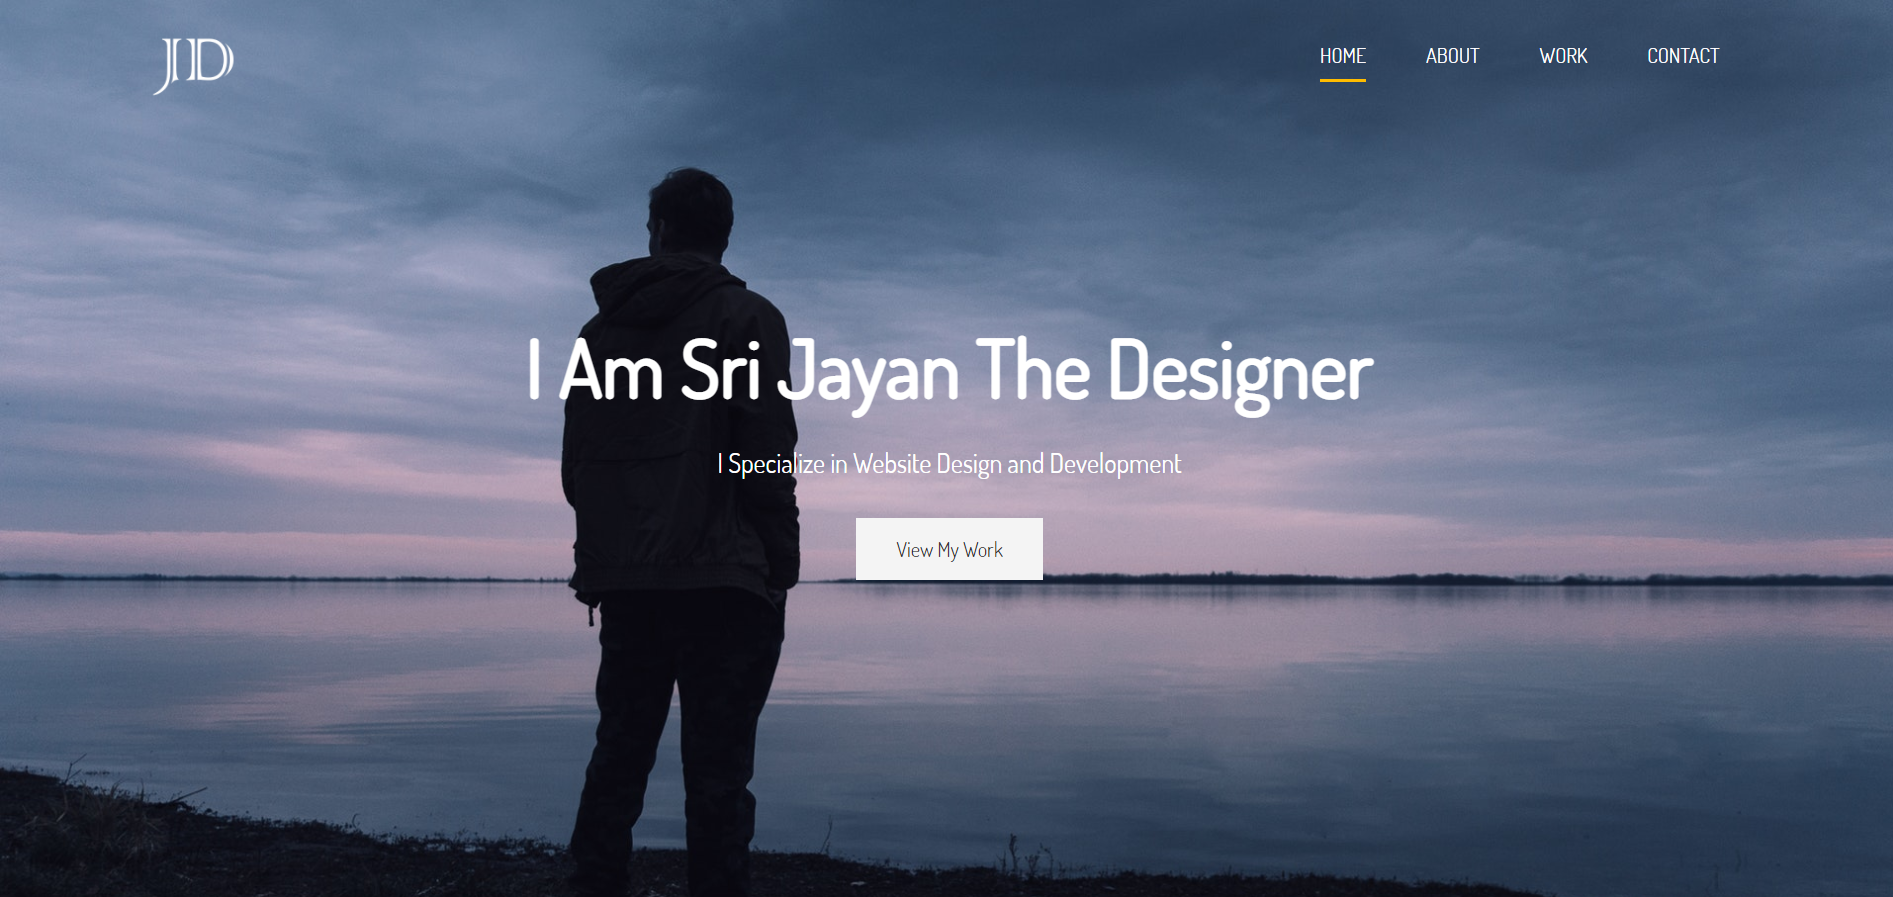 JD
HOME ABOUT WORK CONTACT
I Am Sri Jayan The Designer
I Specialize in Website Design and Development
View My Work